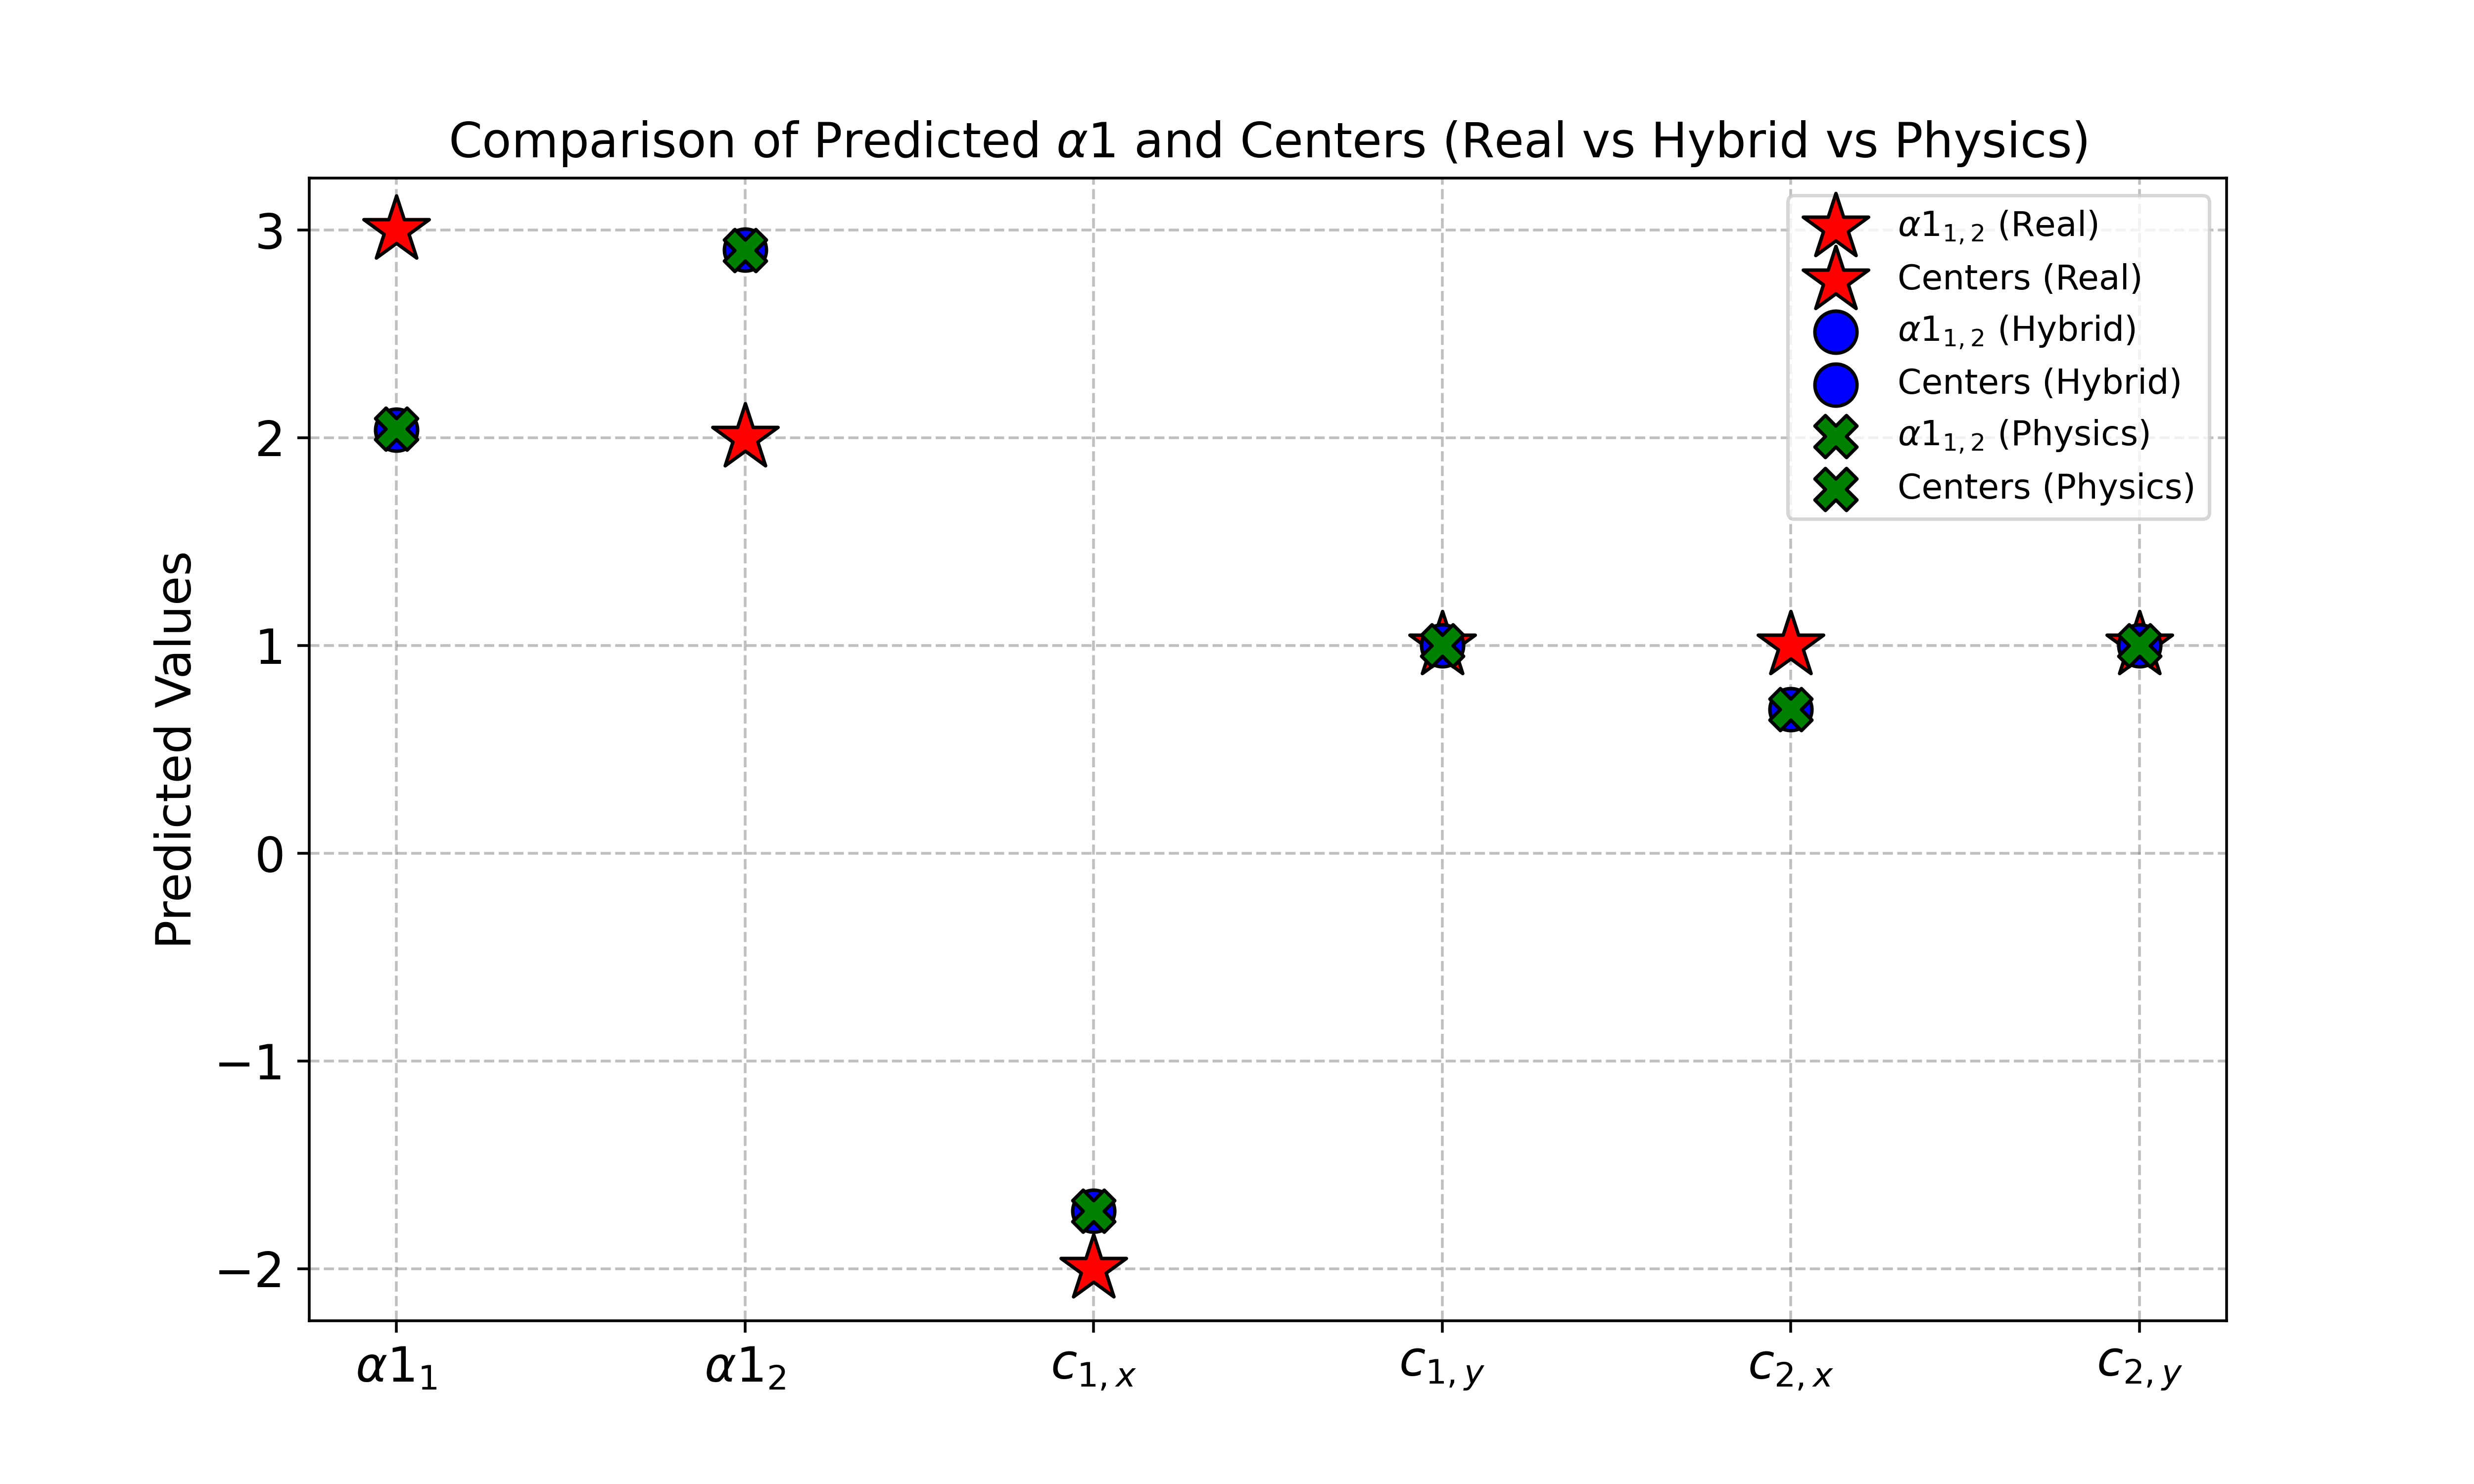 Comparison of Predicted α1 and Centers (Real vs Hybrid vs Physics)
Predicted Values
3
2
1
0
−1
−2
α1₁
α1₂
c₁,ₓ
c₁,y
c₂,ₓ
c₂,y
α1₁,₂ (Real)
Centers (Real)
α1₁,₂ (Hybrid)
Centers (Hybrid)
α1₁,₂ (Physics)
Centers (Physics)